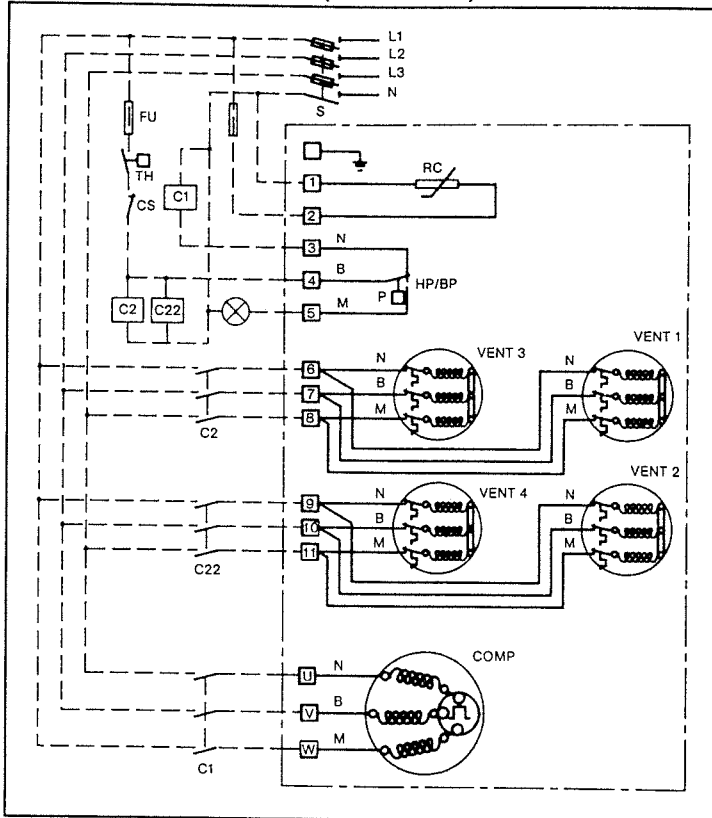 L1
L2
L3
N
S
FU
TH
C1
CS
RC
1
2
3 N
4 B
HP/BP
P
5 M
C2 C22
VENT 3
VENT 1
6 N N
7 B B
8 M M
C2
VENT 4
VENT 2
9 N N
10 B B
11 M M
C22
COMP
U N
V B
W M
C1